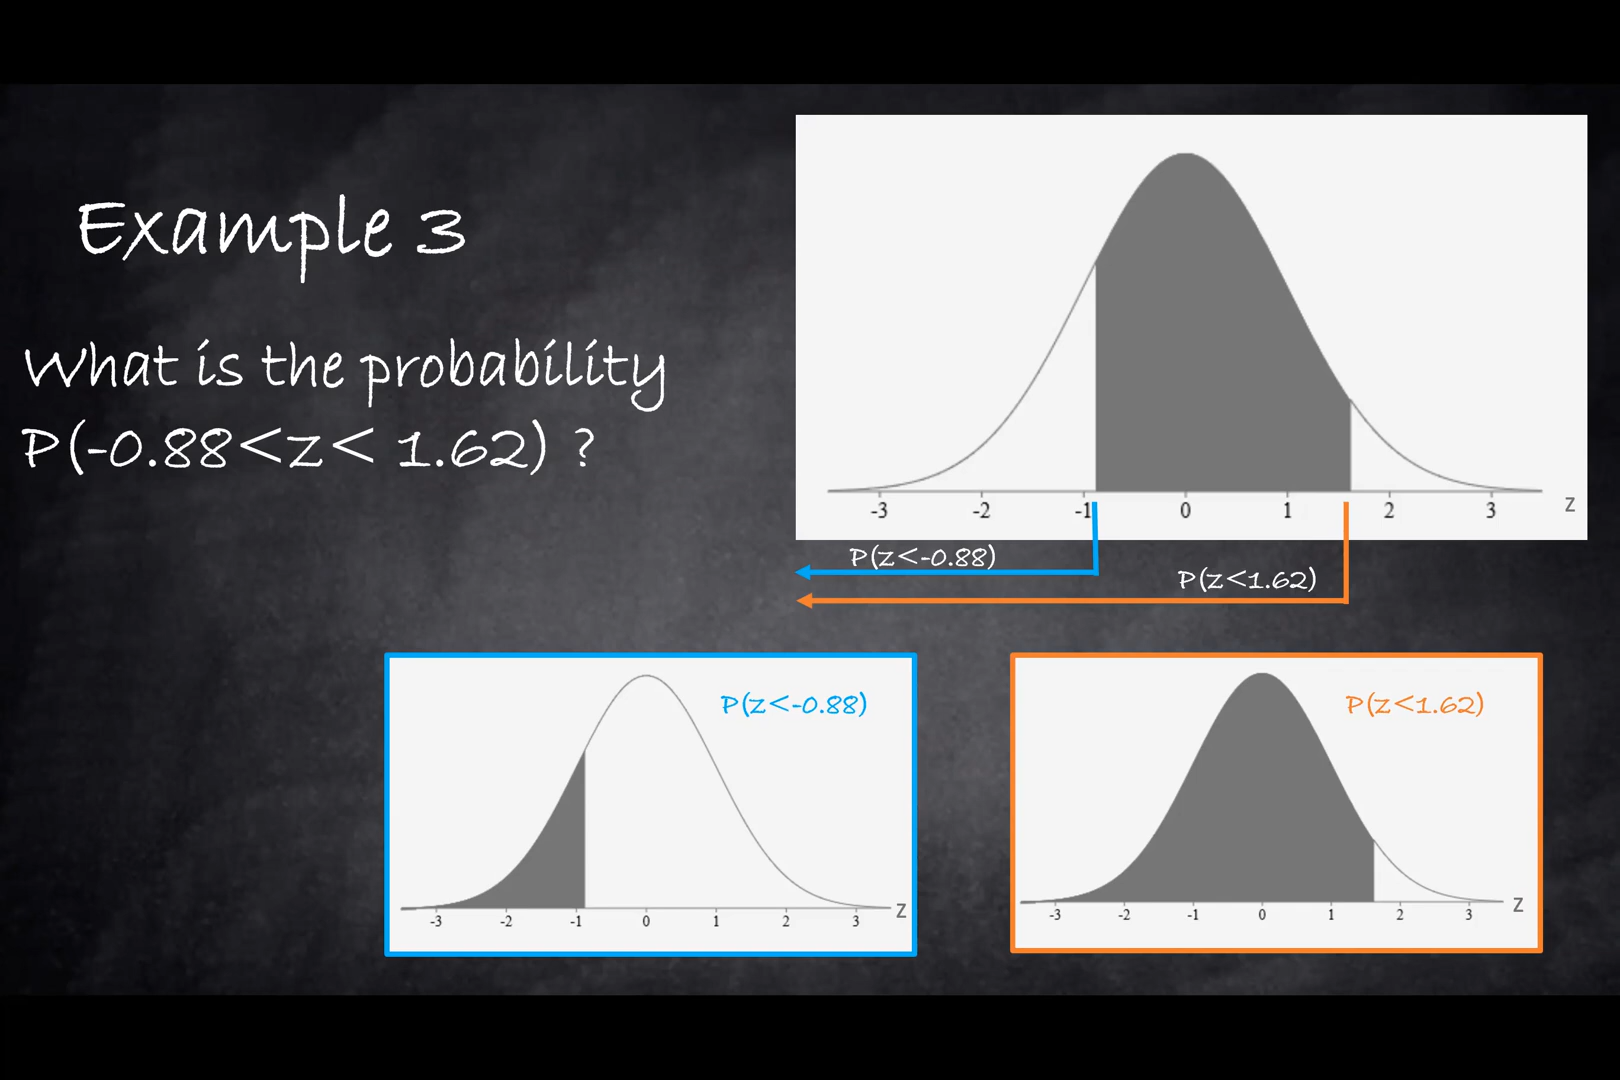 Example 3
What is the probability
P(-0.88<z< 1.62) ?
-3 -2 -1 0 1 2 3 z
P(z<-0.88)
P(z<1.62)
P(z<-0.88)
-3 -2 -1 0 1 2 3 z
P(z<1.62)
-3 -2 -1 0 1 2 3 z